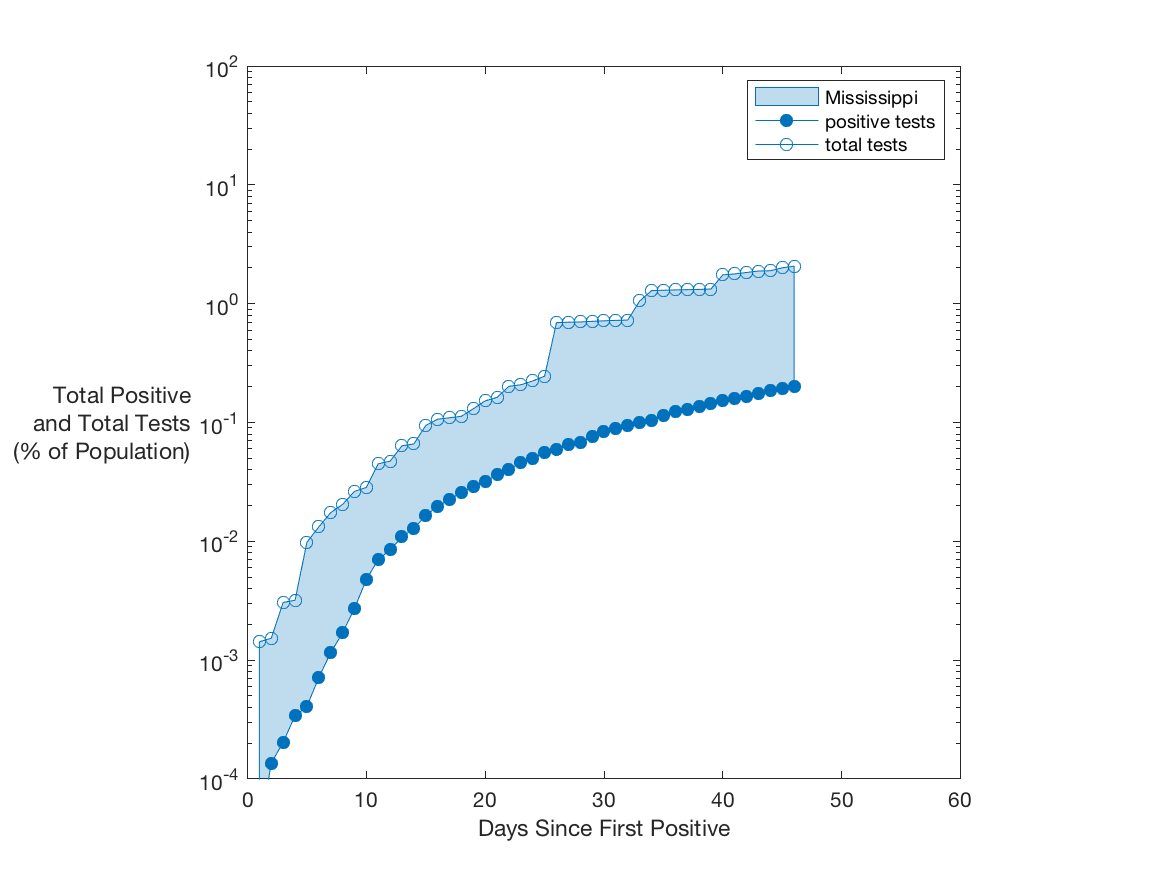 10^2
10^1
10^0
10^-1
10^-2
10^-3
10^-4
Total Positive
and Total Tests
(% of Population)
Mississippi
positive tests
total tests
0 10 20 30 40 50 60
Days Since First Positive